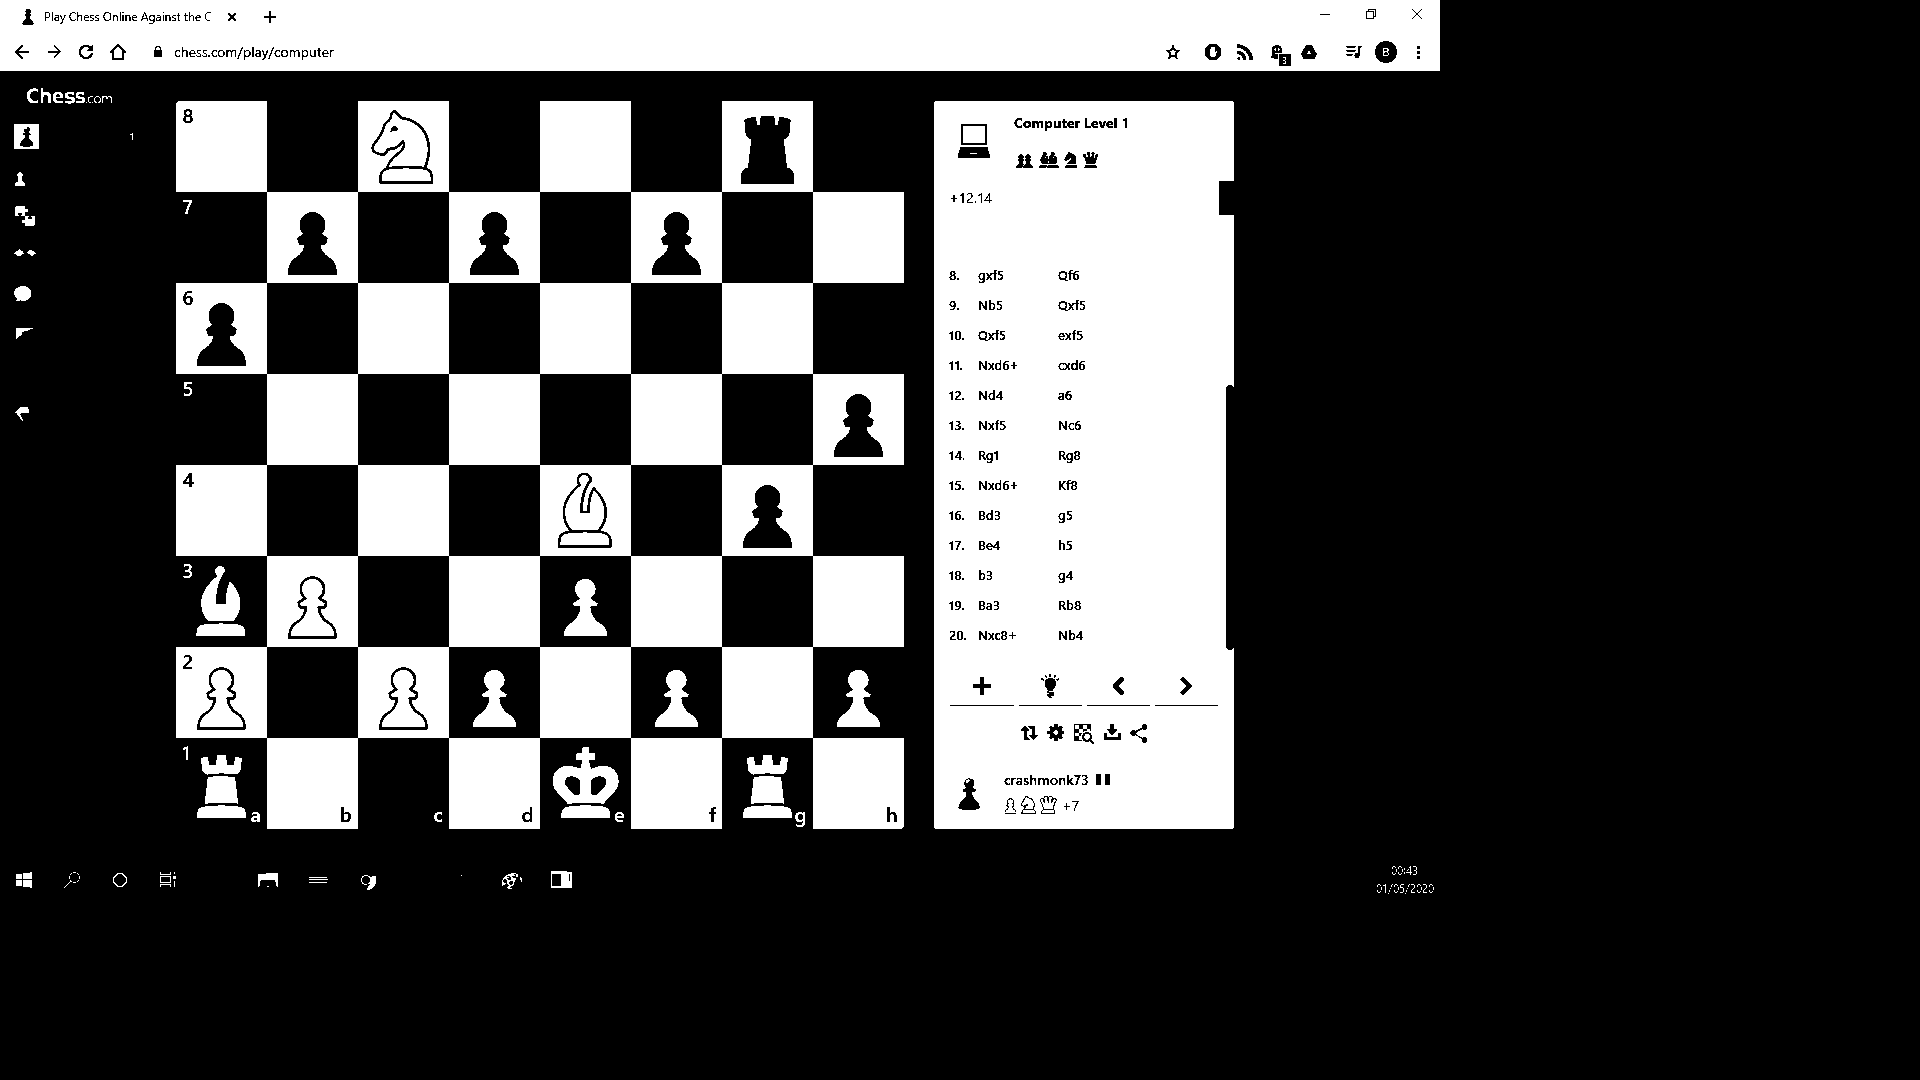 Play Chess Online Against the C
chess.com/play/computer
3
B
Chess.com
1
8
7
6
5
4
3
2
1
a b c d e f g h
Computer Level 1
+12.14
8. gxf5 Qf6
9. Nb5 Qxf5
10. Qxf5 exf5
11. Nxd6+ cxd6
12. Nd4 a6
13. Nxf5 Nc6
14. Rg1 Rg8
15. Nxd6+ Kf8
16. Bd3 g5
17. Be4 h5
18. b3 g4
19. Ba3 Rb8
20. Nxc8+ Nb4
crashmonk73
+7
00:43
01/05/2020